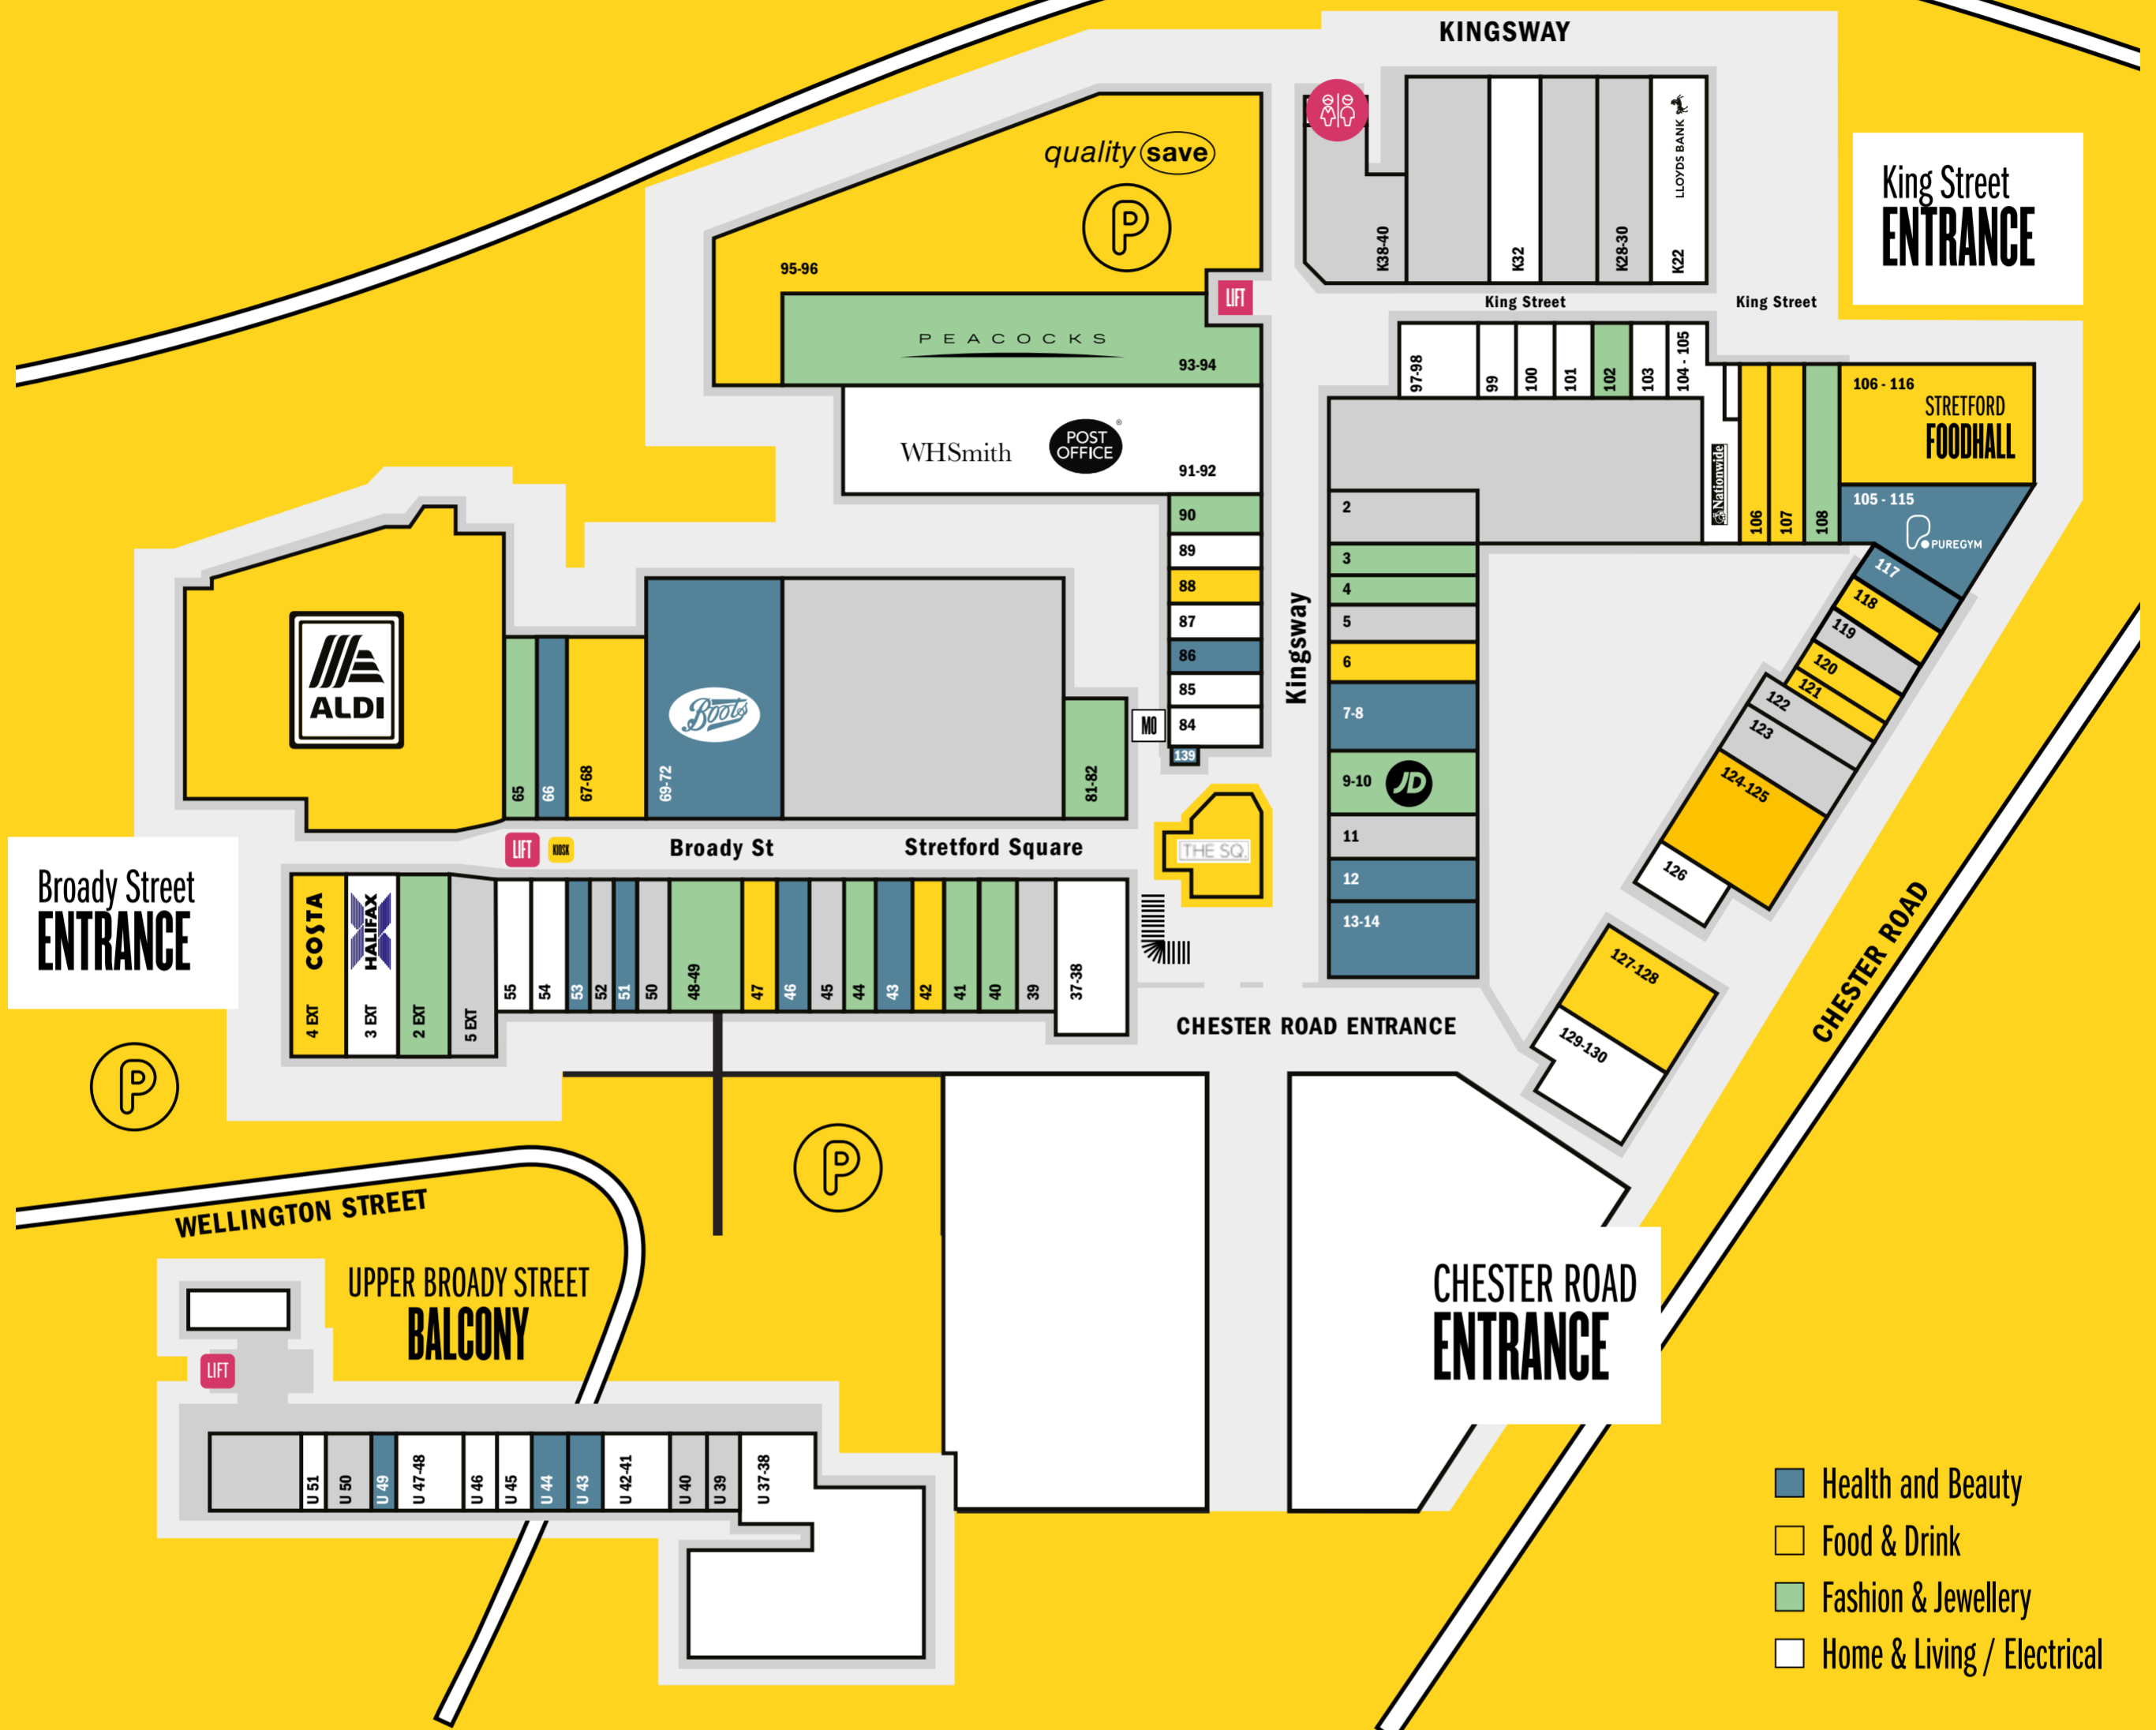 KINGSWAY
quality save
P
95-96
LIFT
PEACOCKS
93-94
WHSmith
POST OFFICE®
91-92
K38-40
K32
K28-30
K22
LLOYDS BANK
King Street
King Street
King Street
ENTRANCE
97-98
99
100
101
102
103
104 - 105
Nationwide
106
107
108
106 - 116
STRETFORD
FOODHALL
105 - 115
PUREGYM
117
118
119
120
121
122
123
124-125
126
127-128
129-130
CHESTER ROAD
90
89
88
87
86
85
84
139
MO
Kingsway
2
3
4
5
6
7-8
9-10
JD
11
12
13-14
ALDI
65
66
67-68
69-72
Boots
81-82
THE SQ.
LIFT
KIOSK
Broady St
Stretford Square
Broady Street
ENTRANCE
COSTA
4 EXT
HALIFAX
3 EXT
2 EXT
5 EXT
55
54
53
52
51
50
48-49
47
46
45
44
43
42
41
40
39
37-38
CHESTER ROAD ENTRANCE
P
P
WELLINGTON STREET
UPPER BROADY STREET
BALCONY
LIFT
U 51
U 50
U 49
U 47-48
U 46
U 45
U 44
U 43
U 42-41
U 40
U 39
U 37-38
CHESTER ROAD
ENTRANCE
Health and Beauty
Food & Drink
Fashion & Jewellery
Home & Living / Electrical